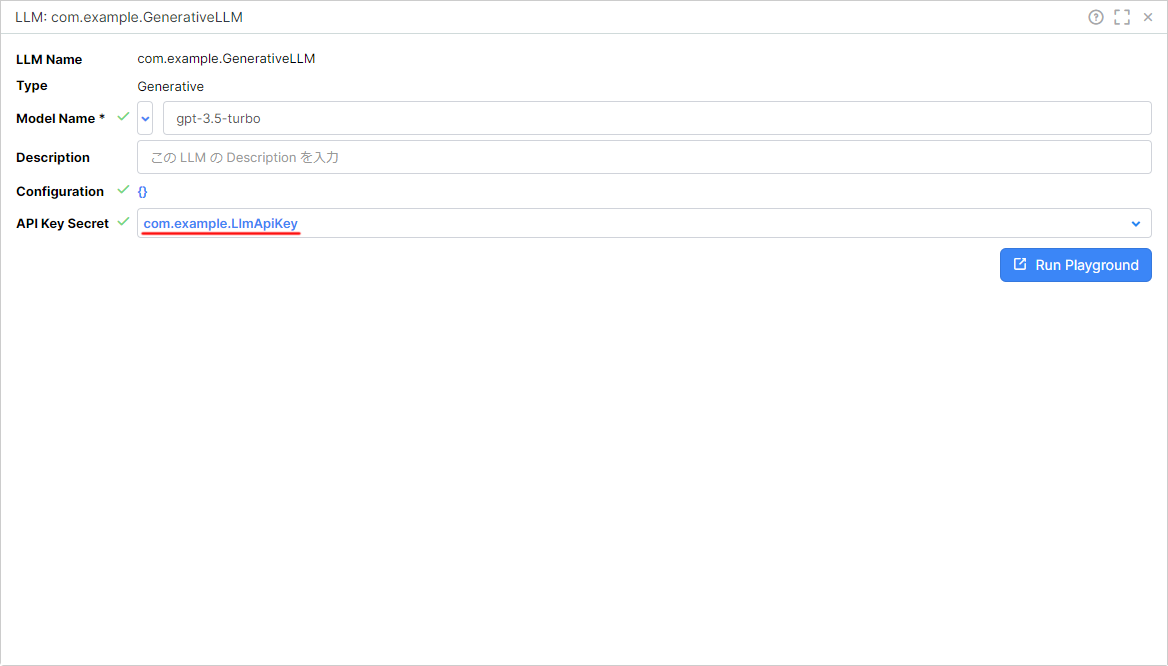 LLM: com.example.GenerativeLLM
LLM Name com.example.GenerativeLLM
Type Generative
Model Name * gpt-3.5-turbo
Description この LLM の Description を入力
Configuration {}
API Key Secret com.example.LlmApiKey
Run Playground